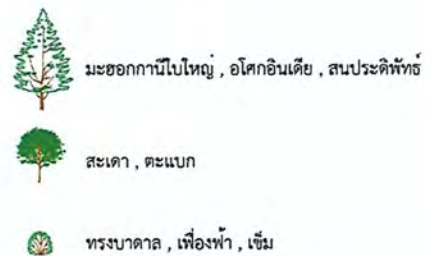 มะฮอกกานีใบใหญ่ , อโศกอินเดีย , สนประดิพัทธ์
สะเดา , ตะแบก
ทรงบาดาล , เฟื่องฟ้า , เข็ม